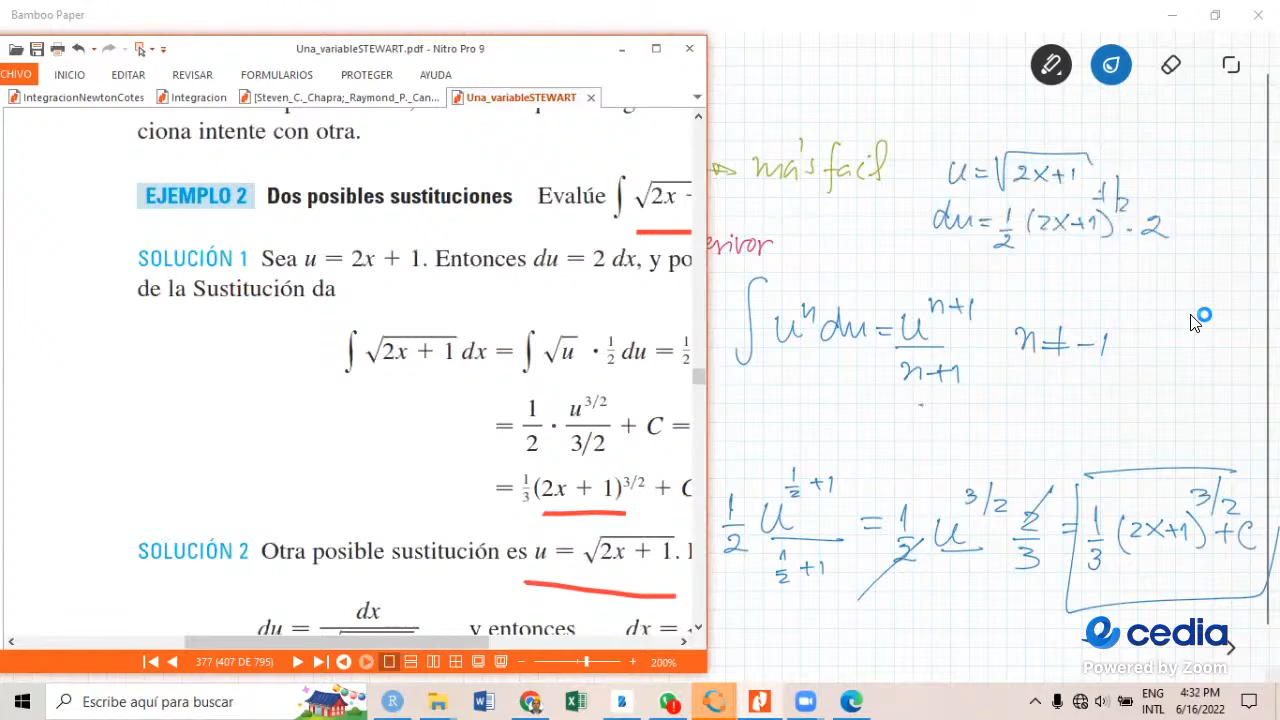 Bamboo Paper
Una_variableSTEWART.pdf - Nitro Pro 9
CHIVO INICIO EDITAR REVISAR FORMULARIOS PROTEGER AYUDA
IntegracionNewtonCotes Integracion [Steven_C._Chapra;_Raymond_P._Can... Una_variableSTEWART
ciona intente con otra.
EJEMPLO 2 Dos posibles sustituciones Evalúe ∫ √2x -
SOLUCIÓN 1 Sea u = 2x + 1. Entonces du = 2 dx, y po
de la Sustitución da
∫ √2x + 1 dx = ∫ √u · 1/2 du = 1/2
= 1/2 · u^3/2 / 3/2 + C =
= 1/3 (2x + 1)^3/2 + C
SOLUCIÓN 2 Otra posible sustitución es u = √2x + 1.
du = dx y entonces dx =
377 (407 DE 795) 200%
más facil
u = √2x+1
du = 1/2 (2x+1)^-1/2 · 2
∫ u^n du = u^n+1 / n+1 n ≠ -1
1/2 u^1/2+1 / 1/2+1 = 1/2 u^3/2 2/3 = 1/3 (2x+1)^3/2 + C
cedia
Powered by Zoom
Escribe aquí para buscar
ENG
INTL
4:32 PM
6/16/2022